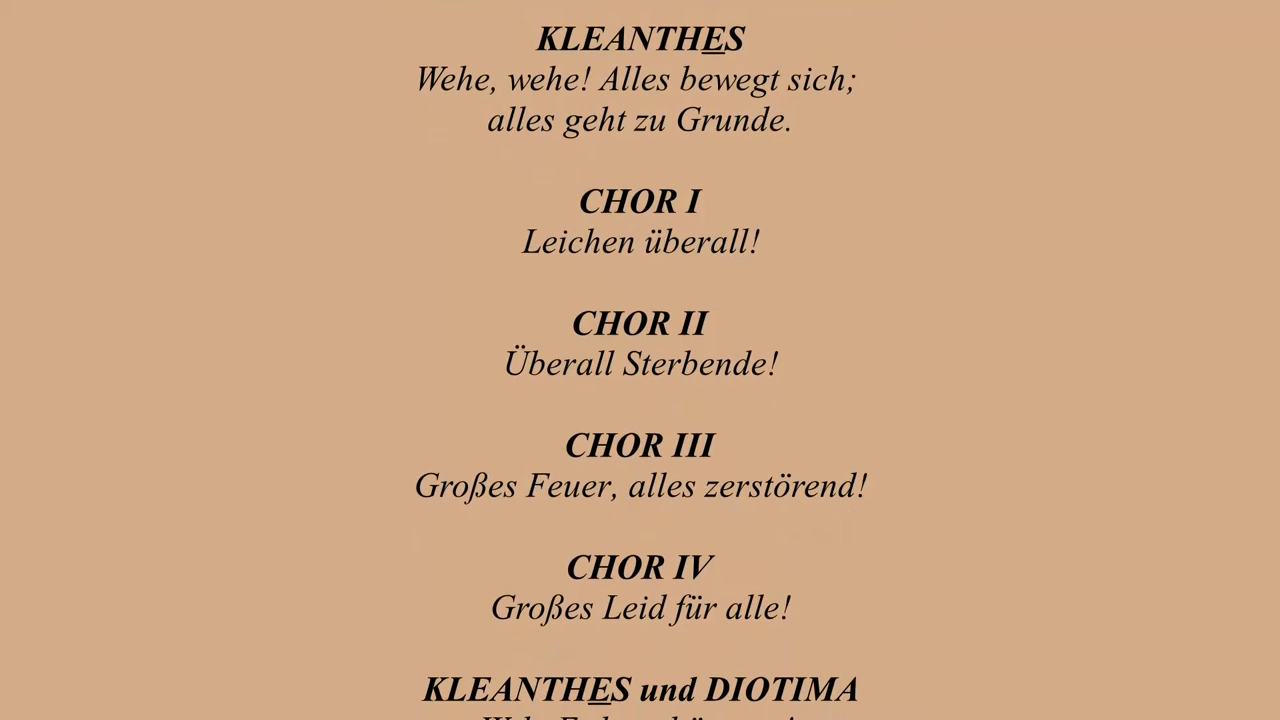 KLEANTHES
Wehe, wehe! Alles bewegt sich;
alles geht zu Grunde.
CHOR I
Leichen überall!
CHOR II
Überall Sterbende!
CHOR III
Großes Feuer, alles zerstörend!
CHOR IV
Großes Leid für alle!
KLEANTHES und DIOTIMA